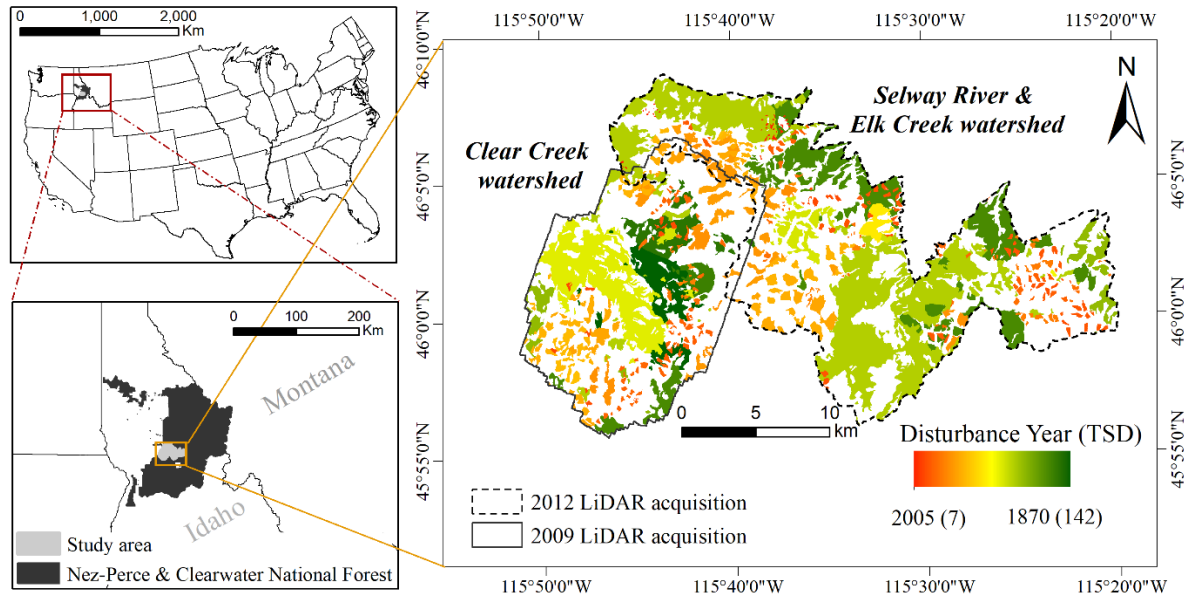 0 1,000 2,000
Km
0 100 200
Km
Montana
Idaho
Study area
Nez-Perce & Clearwater National Forest
115°50'0"W 115°40'0"W 115°30'0"W 115°20'0"W
46°10'0"N
46°5'0"N
46°0'0"N
45°55'0"N
N
Selway River &
Elk Creek watershed
Clear Creek
watershed
46°5'0"N
46°0'0"N
45°55'0"N
0 5 10
km
Disturbance Year (TSD)
2005 (7) 1870 (142)
2012 LiDAR acquisition
2009 LiDAR acquisition
115°50'0"W 115°40'0"W 115°30'0"W 115°20'0"W